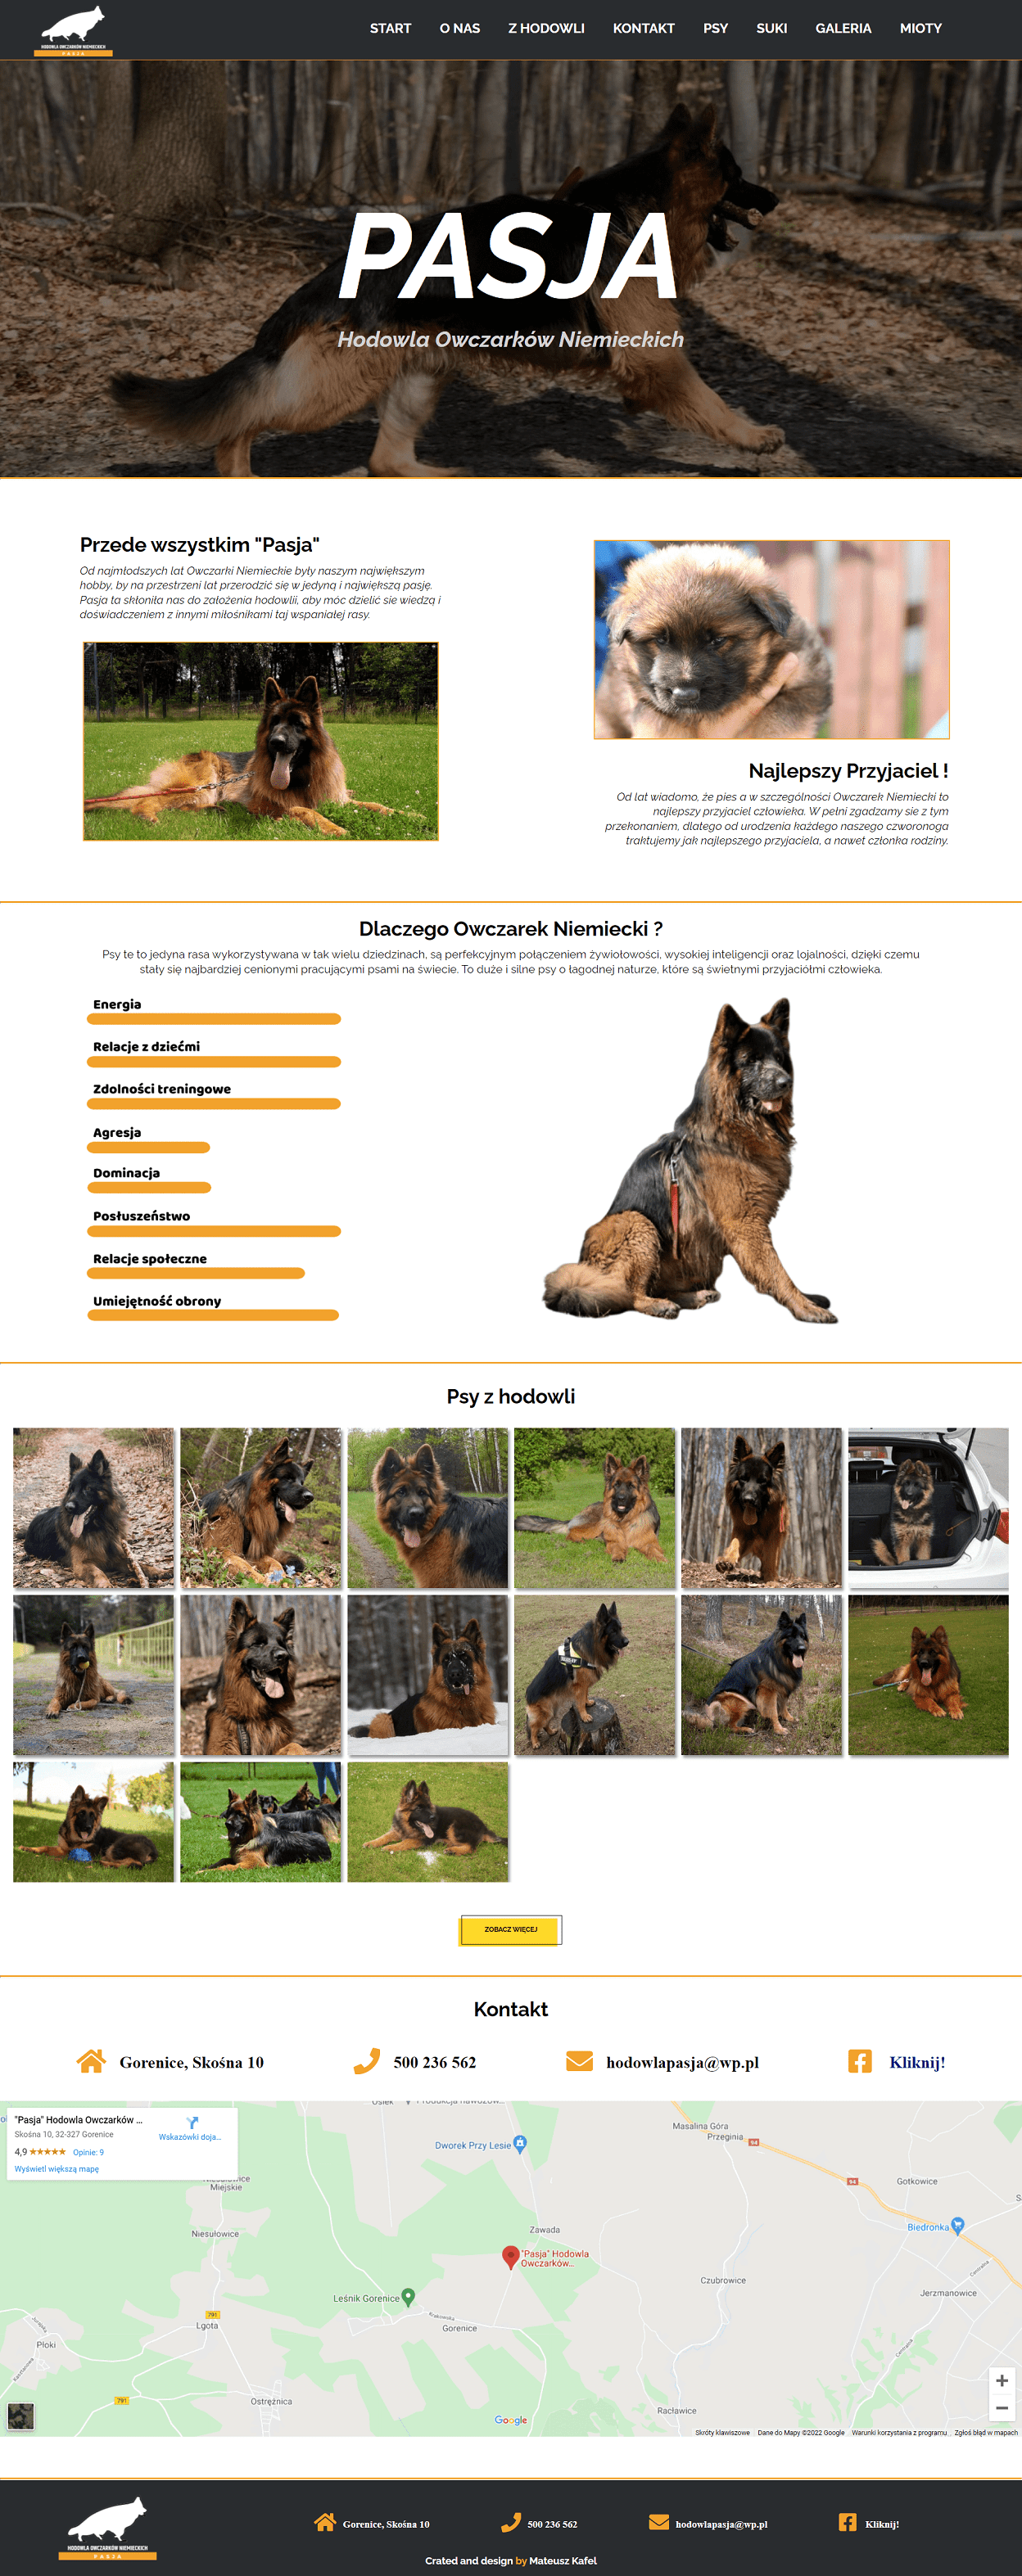 HODOWLA OWCZARKÓW NIEMIECKICH
PASJA
START O NAS Z HODOWLI KONTAKT PSY SUKI GALERIA MIOTY
PASJA
Hodowla Owczarków Niemieckich
Przede wszystkim "Pasja"
Od najmłodszych lat Owczarki Niemieckie były naszym największym
hobby, by na przestrzeni lat przerodzić się w jedyną i największą pasję.
Pasja ta skłoniła nas do założenia hodowlii, aby móc dzielić sie wiedzą i
doświadczeniem z innymi miłośnikami taj wspaniałej rasy.
Najlepszy Przyjaciel !
Od lat wiadomo, że pies a w szczególności Owczarek Niemiecki to
najlepszy przyjaciel człowieka. W pełni zgadzamy sie z tym
przekonaniem, dlatego od urodzenia każdego naszego czworonoga
traktujemy jak najlepszego przyjaciela, a nawet członka rodziny.
Dlaczego Owczarek Niemiecki ?
Psy te to jedyna rasa wykorzystywana w tak wielu dziedzinach, są perfekcyjnym połączeniem żywiołowości, wysokiej inteligencji oraz lojalności, dzięki czemu
stały się najbardziej cenionymi pracującymi psami na świecie. To duże i silne psy o łagodnej naturze, które są świetnymi przyjaciółmi człowieka.
Energia
Relacje z dziećmi
Zdolności treningowe
Agresja
Dominacja
Posłuszeństwo
Relacje społeczne
Umiejętność obrony
Psy z hodowli
ZOBACZ WIĘCEJ
Kontakt
Gorenice, Skośna 10
500 236 562
hodowlapasja@wp.pl
Kliknij!
"Pasja" Hodowla Owczarków ...
Skośna 10, 32-327 Gorenice
4,9 Opinie: 9
Wyświetl większą mapę
Wskazówki doja...
Masalina Góra
Przeginia
94
Dworek Przy Lesie
Miejskie
94
Gotkowice
Niesułowice
Zawada
Biedronka
"Pasja" Hodowla
Owczarków...
Czubrowice
Jerzmanowice
Leśnik Gorenice
791
Lgota
Krakowska
Gorenice
Centralna
Płoki
791
Ostrężnica
Racławice
Google
Skróty klawiszowe Dane do Mapy ©2022 Google Warunki korzystania z programu Zgłoś błąd w mapach
HODOWLA OWCZARKÓW NIEMIECKICH
PASJA
Gorenice, Skośna 10
500 236 562
hodowlapasja@wp.pl
Kliknij!
Crated and design by Mateusz Kafel